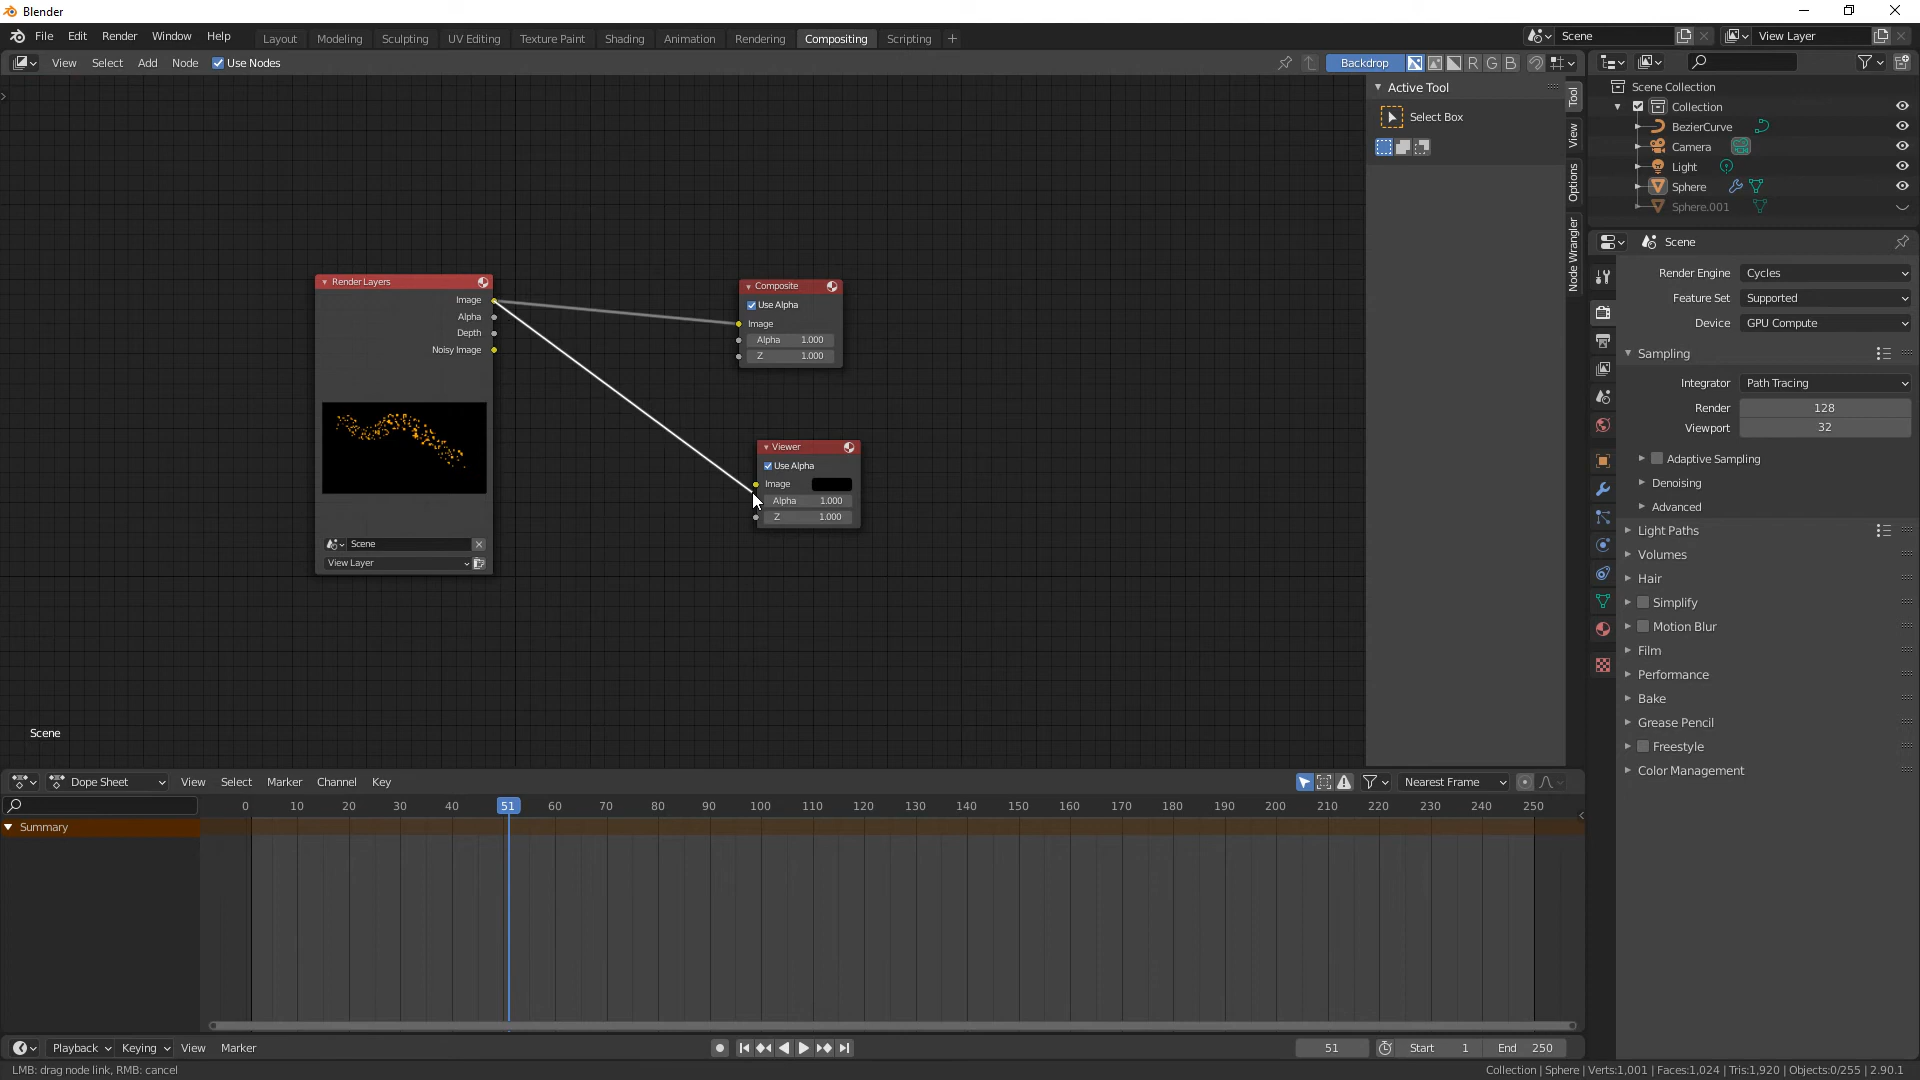 Blender
File Edit Render Window Help Layout Modeling Sculpting UV Editing Texture Paint Shading Animation Rendering Compositing Scripting + Scene View Layer
View Select Add Node Use Nodes Backdrop R G B
Active Tool
Select Box
Tool
View
Options
Node Wrangler
Scene Collection
Collection
BezierCurve
Camera
Light
Sphere
Sphere.001
Scene
Render Engine Cycles
Feature Set Supported
Device GPU Compute
Sampling
Integrator Path Tracing
Render 128
Viewport 32
Adaptive Sampling
Denoising
Advanced
Light Paths
Volumes
Hair
Simplify
Motion Blur
Film
Performance
Bake
Grease Pencil
Freestyle
Color Management
Render Layers
Image
Alpha
Depth
Noisy Image
Scene
View Layer
Composite
Use Alpha
Image
Alpha 1.000
Z 1.000
Viewer
Use Alpha
Image
Alpha 1.000
Z 1.000
Scene
Dope Sheet View Select Marker Channel Key Nearest Frame
0 10 20 30 40 51 60 70 80 90 100 110 120 130 140 150 160 170 180 190 200 210 220 230 240 250
Summary
Playback Keying View Marker 51 Start 1 End 250
LMB: drag node link, RMB: cancel
Collection | Sphere | Verts:1,001 | Faces:1,024 | Tris:1,920 | Objects:0/255 | 2.90.1